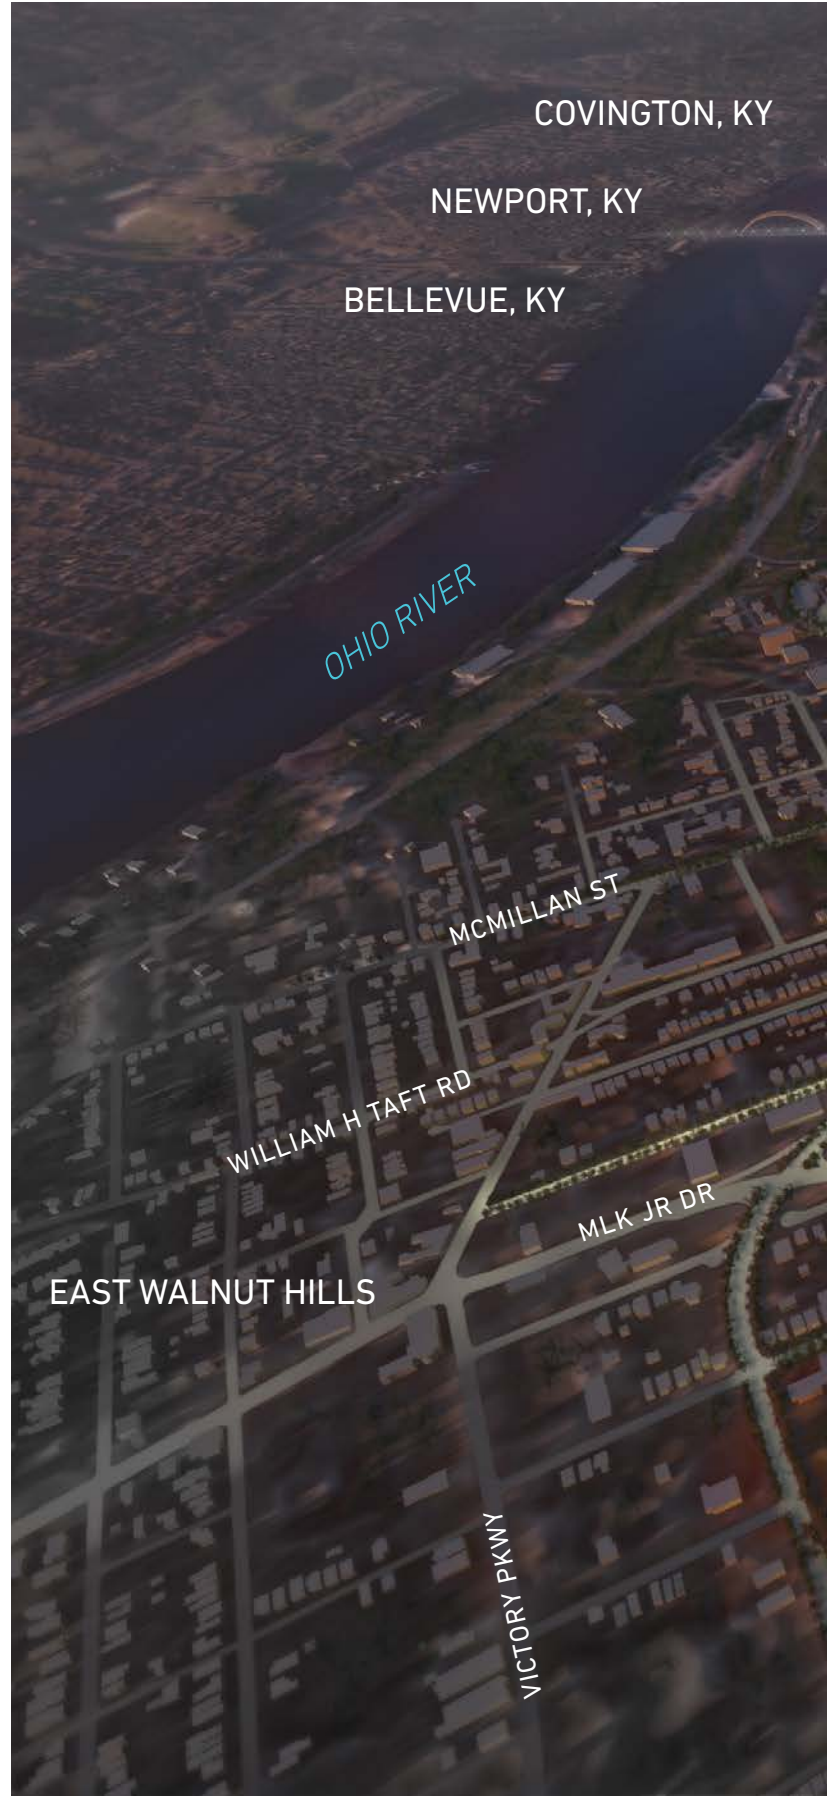 COVINGTON, KY
NEWPORT, KY
BELLEVUE, KY
OHIO RIVER
MCMILLAN ST
WILLIAM H TAFT RD
MLK JR DR
EAST WALNUT HILLS
VICTORY PKWY